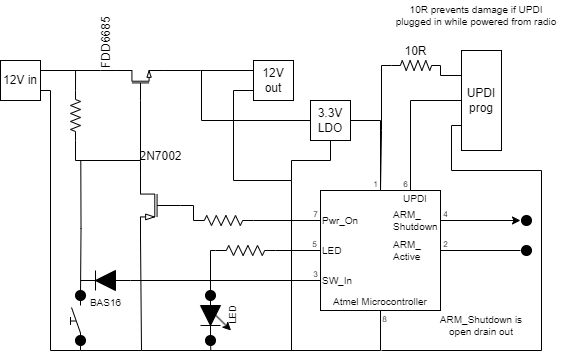 10R prevents damage if UPDI
plugged in while powered from radio
FDD6685
10R
12V in
12V
out
UPDI
prog
3.3V
LDO
2N7002
1
6
UPDI
7
Pwr_On
ARM_
Shutdown
4
5
LED
ARM_
Active
2
3
SW_In
BAS16
LED
Atmel Microcontroller
8
ARM_Shutdown is
open drain out